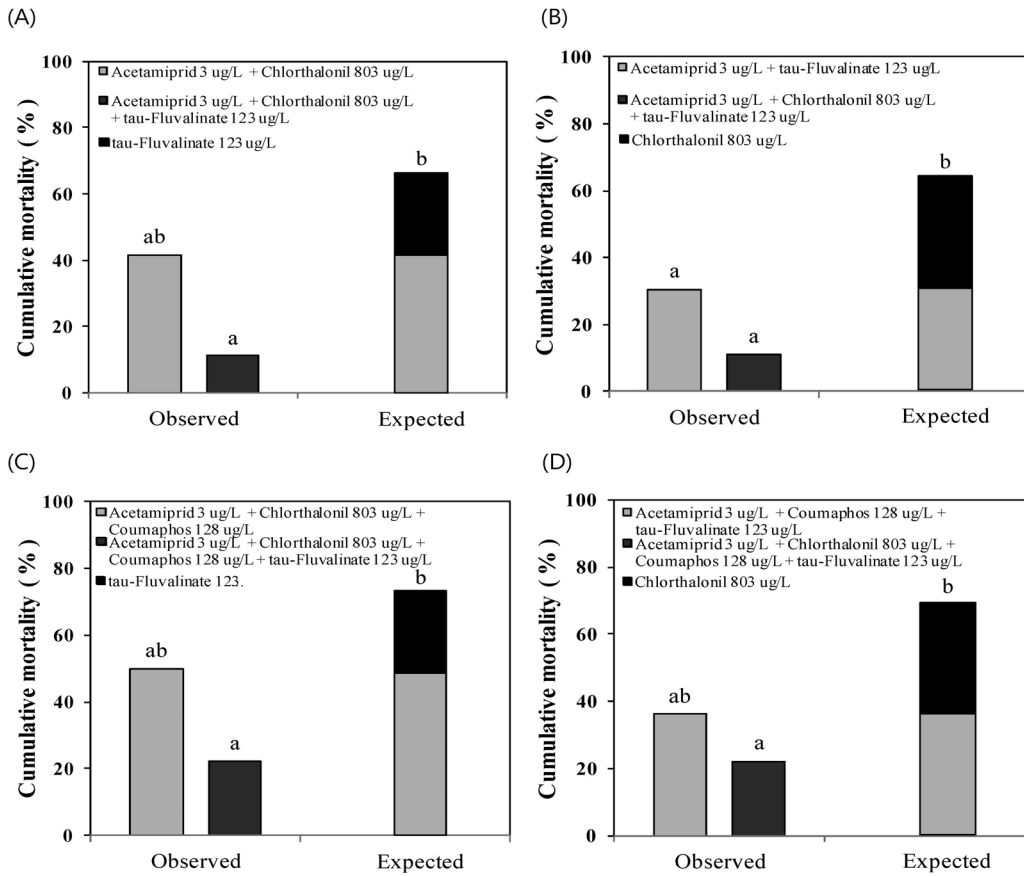 (A)
Cumulative mortality ( % )
100
80
60
40
20
0
Acetamiprid 3 ug/L + Chlorthalonil 803 ug/L
Acetamiprid 3 ug/L + Chlorthalonil 803 ug/L
+ tau-Fluvalinate 123 ug/L
tau-Fluvalinate 123 ug/L
ab
a
b
Observed
Expected
(B)
Cumulative mortality ( % )
100
80
60
40
20
0
Acetamiprid 3 ug/L + tau-Fluvalinate 123 ug/L
Acetamiprid 3 ug/L + Chlorthalonil 803 ug/L
+ tau-Fluvalinate 123 ug/L
Chlorthalonil 803 ug/L
a
a
b
Observed
Expected
(C)
Cumulative mortality ( % )
100
80
60
40
20
0
Acetamiprid 3 ug/L + Chlorthalonil 803 ug/L +
Coumaphos 128 ug/L
Acetamiprid 3 ug/L + Chlorthalonil 803 ug/L +
Coumaphos 128 ug/L + tau-Fluvalinate 123 ug/L
tau-Fluvalinate 123.
ab
a
b
Observed
Expected
(D)
Cumulative mortality ( % )
100
80
60
40
20
0
Acetamiprid 3 ug/L + Coumaphos 128 ug/L +
tau-Fluvalinate 123 ug/L
Acetamiprid 3 ug/L + Chlorthalonil 803 ug/L +
Coumaphos 128 ug/L + tau-Fluvalinate 123 ug/L
Chlorthalonil 803 ug/L
ab
a
b
Observed
Expected